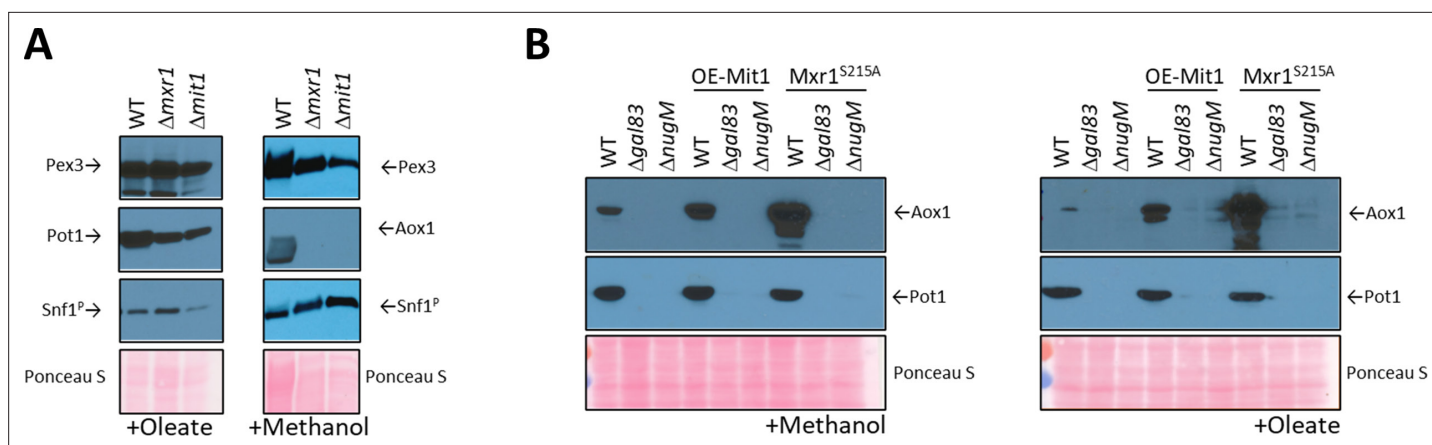 A
WT Δmxr1 Δmit1
Pex3→
Pot1→
Snf1ᴾ→
Ponceau S
+Oleate
WT Δmxr1 Δmit1
←Pex3
←Aox1
←Snf1ᴾ
Ponceau S
+Methanol
B
OE-Mit1 Mxr1ˢ²¹⁵ᴬ
WT Δgal83 ΔnugM WT Δgal83 ΔnugM WT Δgal83 ΔnugM
←Aox1
←Pot1
Ponceau S
+Methanol
OE-Mit1 Mxr1ˢ²¹⁵ᴬ
WT Δgal83 ΔnugM WT Δgal83 ΔnugM WT Δgal83 ΔnugM
←Aox1
←Pot1
Ponceau S
+Oleate